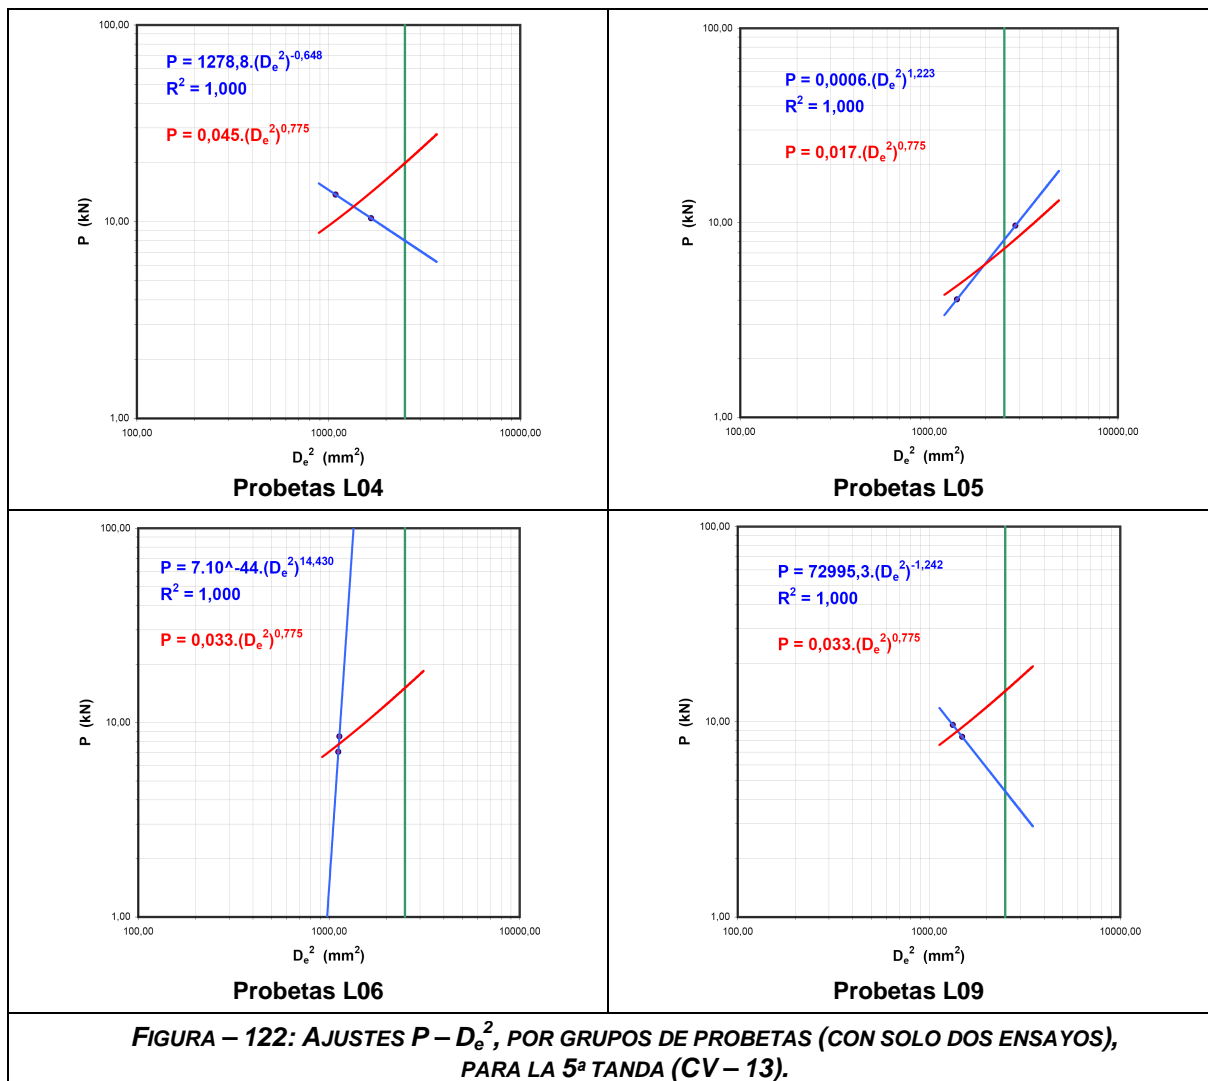 100,00
P = 1278,8.(Dₑ²)^-0,648
R² = 1,000
P = 0,045.(Dₑ²)^0,775
10,00
P (kN)
1,00
100,00 1000,00 10000,00
Dₑ² (mm²)
Probetas L04
100,00
P = 0,0006.(Dₑ²)^1,223
R² = 1,000
P = 0,017.(Dₑ²)^0,775
10,00
P (kN)
1,00
100,00 1000,00 10000,00
Dₑ² (mm²)
Probetas L05
100,00
P = 7.10^-44.(Dₑ²)^14,430
R² = 1,000
P = 0,033.(Dₑ²)^0,775
10,00
P (kN)
1,00
100,00 1000,00 10000,00
Dₑ² (mm²)
Probetas L06
100,00
P = 72995,3.(Dₑ²)^-1,242
R² = 1,000
P = 0,033.(Dₑ²)^0,775
10,00
P (kN)
1,00
100,00 1000,00 10000,00
Dₑ² (mm²)
Probetas L09
FIGURA – 122: AJUSTES P – Dₑ², POR GRUPOS DE PROBETAS (CON SOLO DOS ENSAYOS),
PARA LA 5ª TANDA (CV – 13).